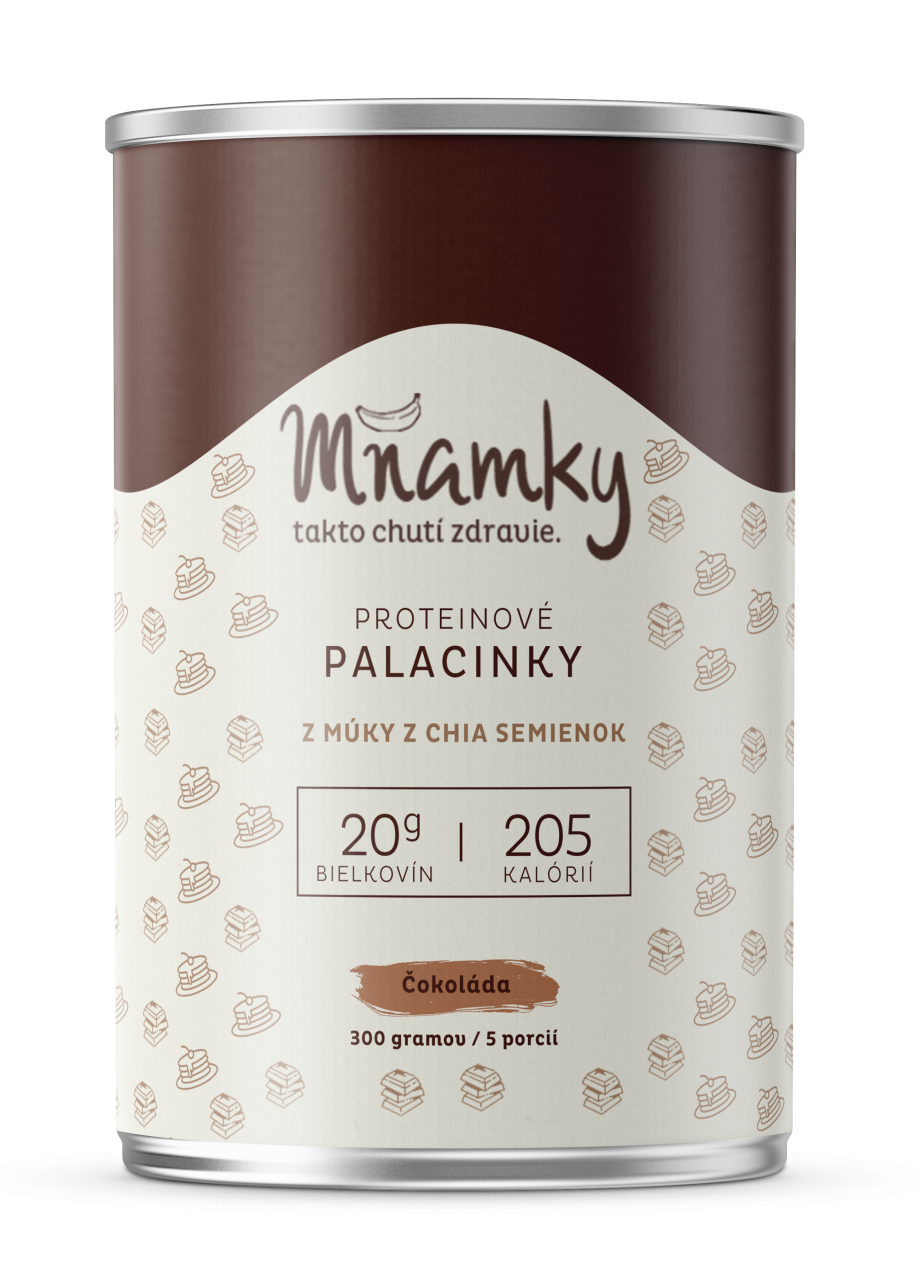 Mňamky
takto chutí zdravie.
PROTEINOVÉ
PALACINKY
Z MÚKY Z CHIA SEMIENOK
20g | 205
BIELKOVÍN KALÓRIÍ
Čokoláda
300 gramov / 5 porcií